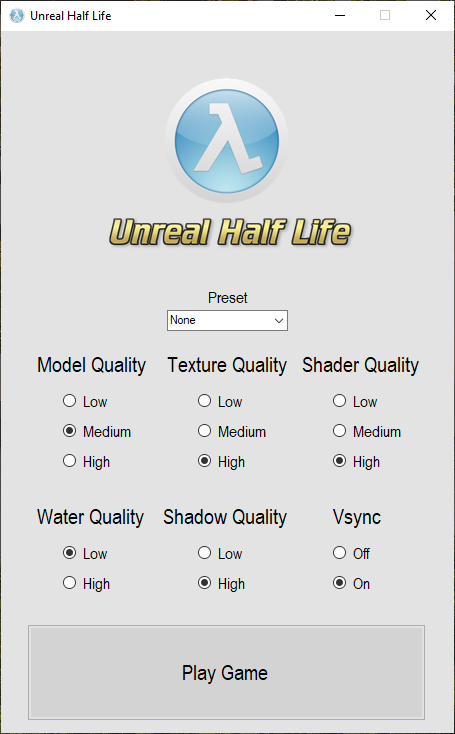 Unreal Half Life
λ
Unreal Half Life
Preset
None
Model Quality Texture Quality Shader Quality
Low Low Low
Medium Medium Medium
High High High
Water Quality Shadow Quality Vsync
Low Low Off
High High On
Play Game